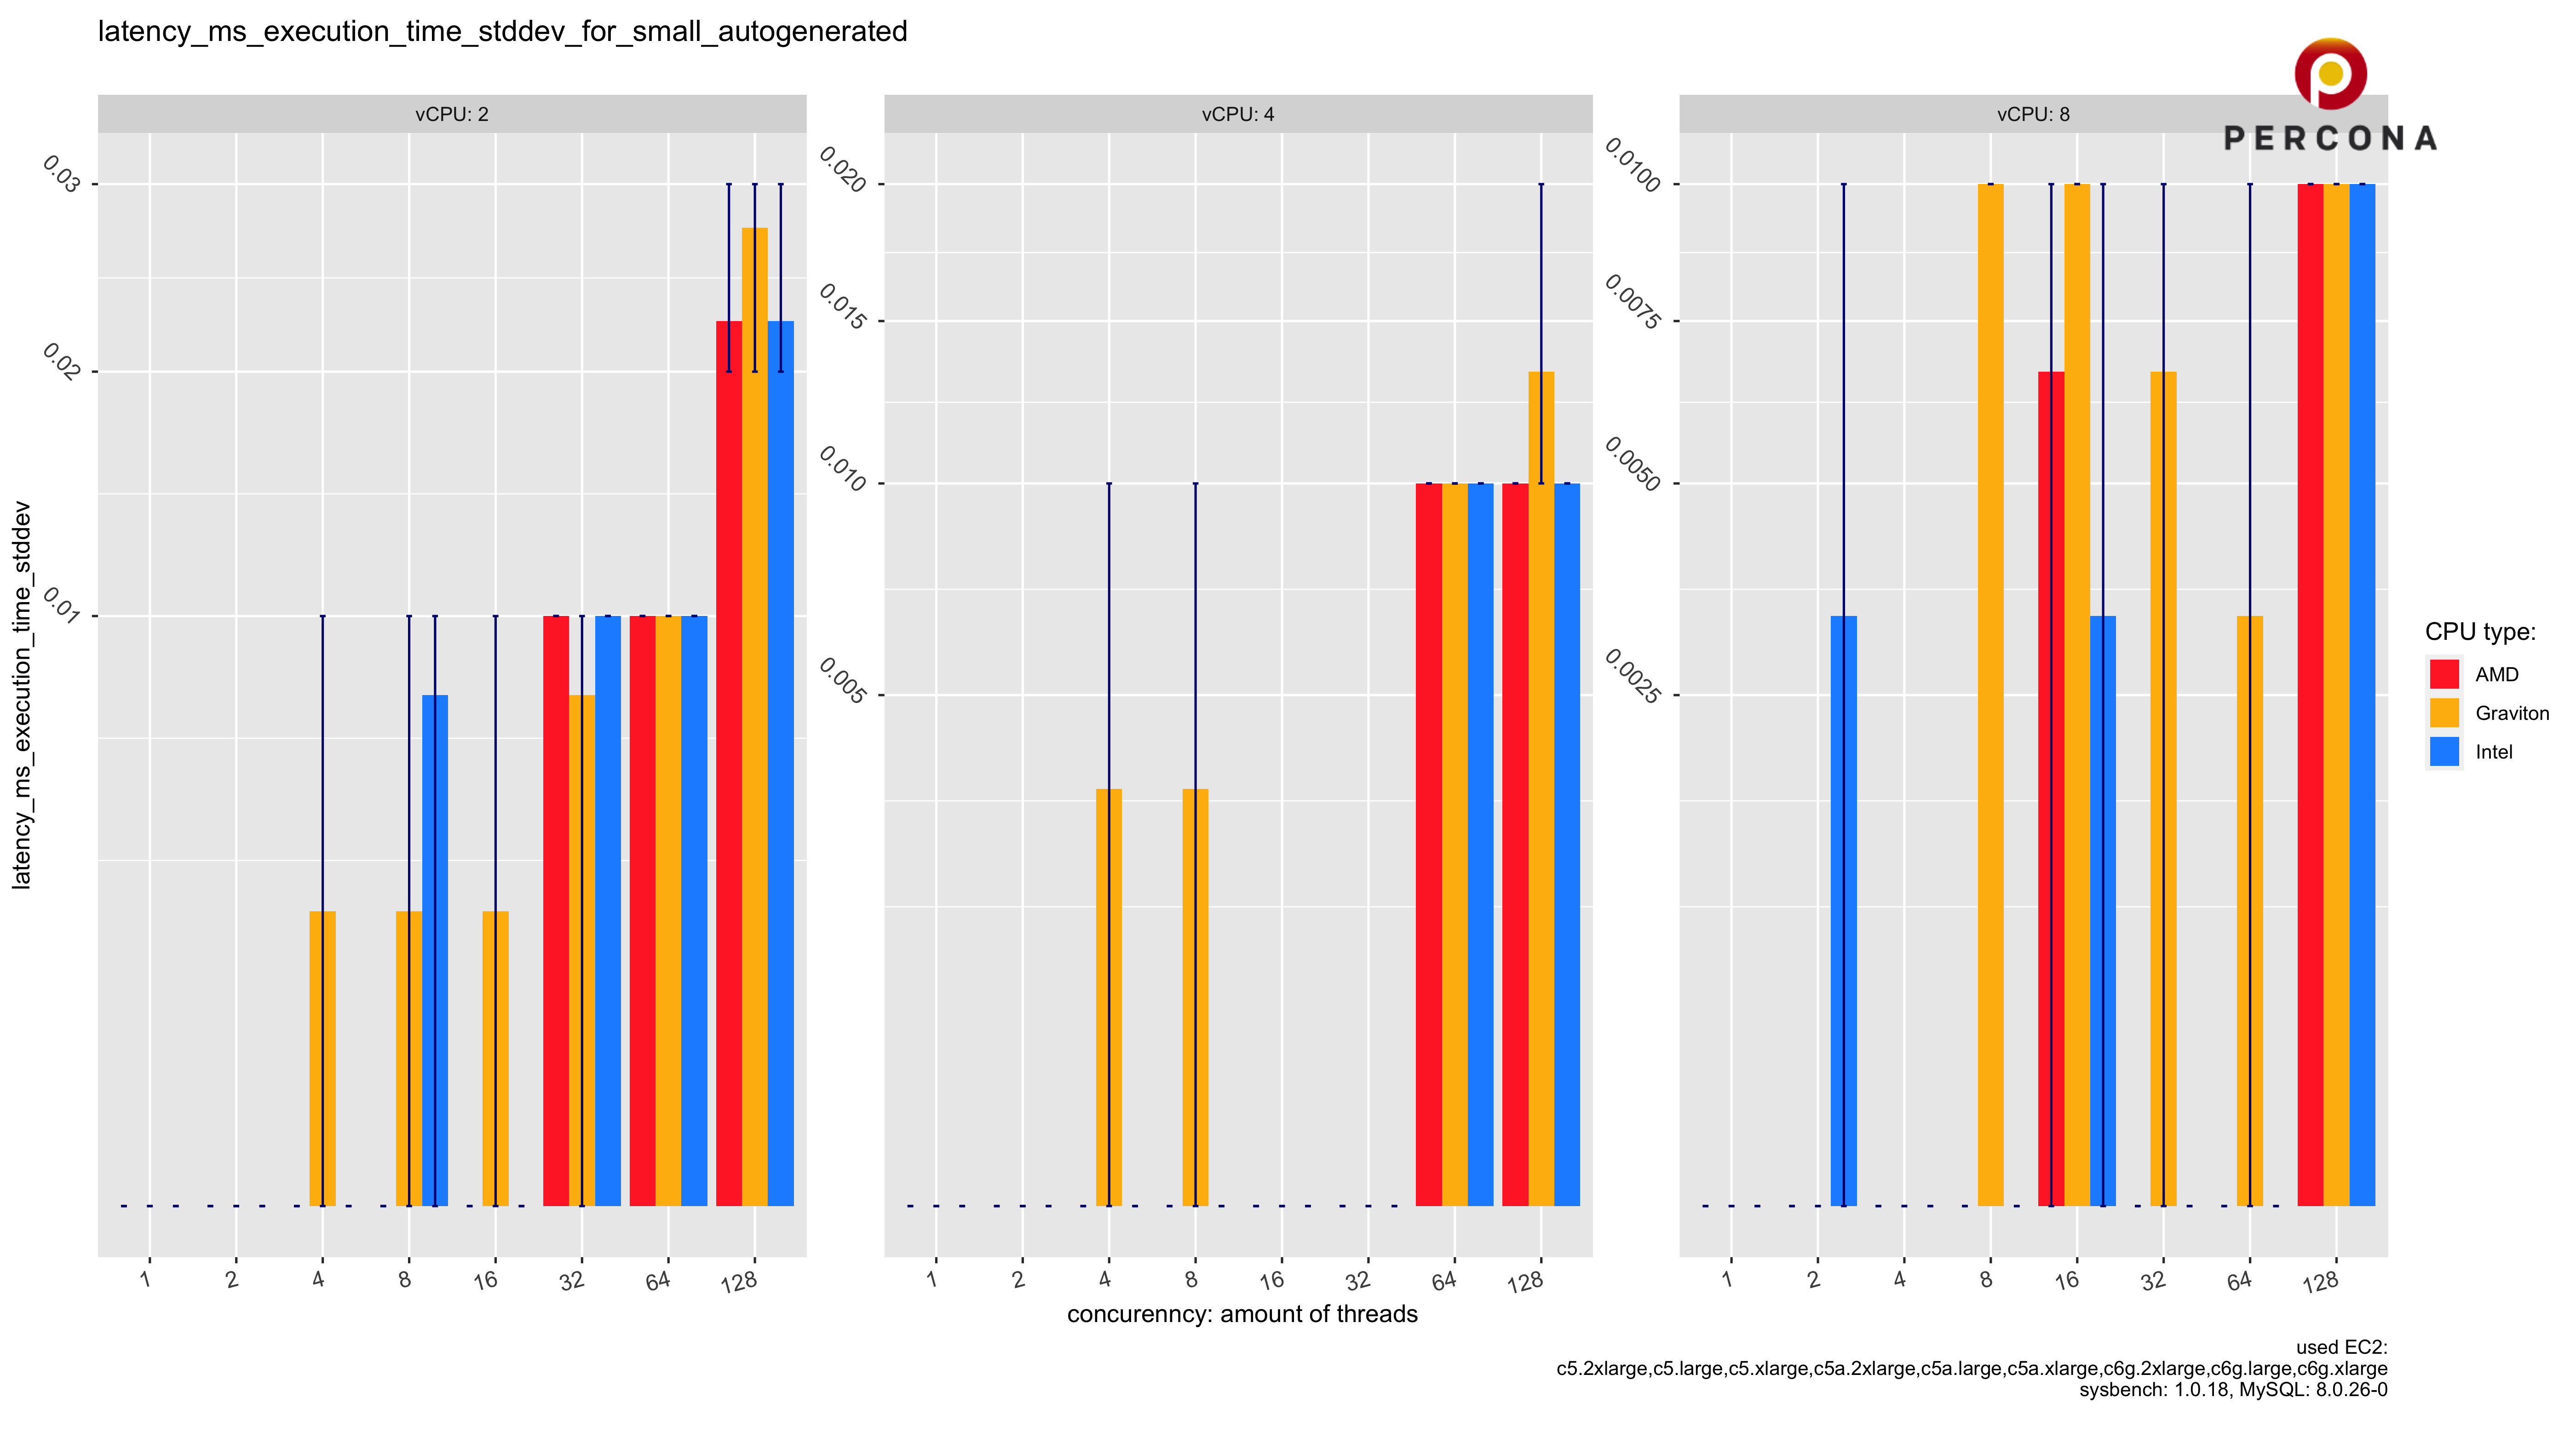 latency_ms_execution_time_stddev_for_small_autogenerated
PERCONA
vCPU: 2
vCPU: 4
vCPU: 8
latency_ms_execution_time_stddev
0.03
0.02
0.01
0.020
0.015
0.010
0.005
0.0100
0.0075
0.0050
0.0025
1 2 4 8 16 32 64 128
1 2 4 8 16 32 64 128
1 2 4 8 16 32 64 128
concurenncy: amount of threads
CPU type:
AMD
Graviton
Intel
used EC2:
c5.2xlarge,c5.large,c5.xlarge,c5a.2xlarge,c5a.large,c5a.xlarge,c6g.2xlarge,c6g.large,c6g.xlarge
sysbench: 1.0.18, MySQL: 8.0.26-0